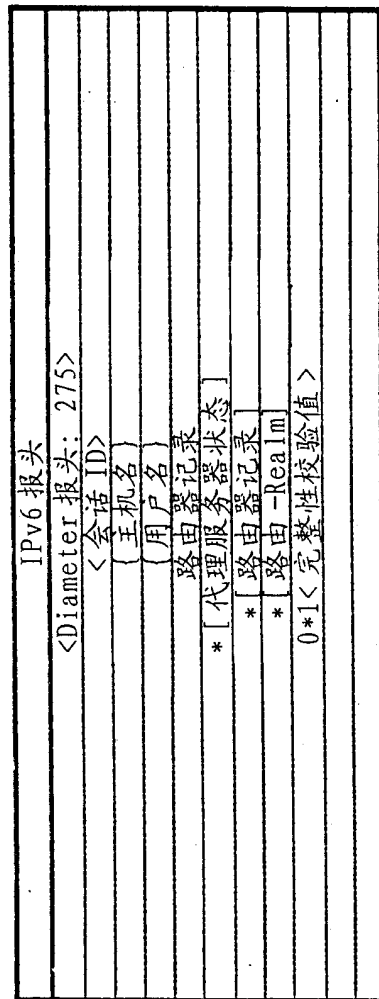 IPv6 报头
<Diameter 报头: 275>
<会话 ID>
{主机名}
{用户名}
路由器记录
*[代理服务器状态]
*[路由器记录]
*[路由 -Realm]
0*1<完整性校验值>